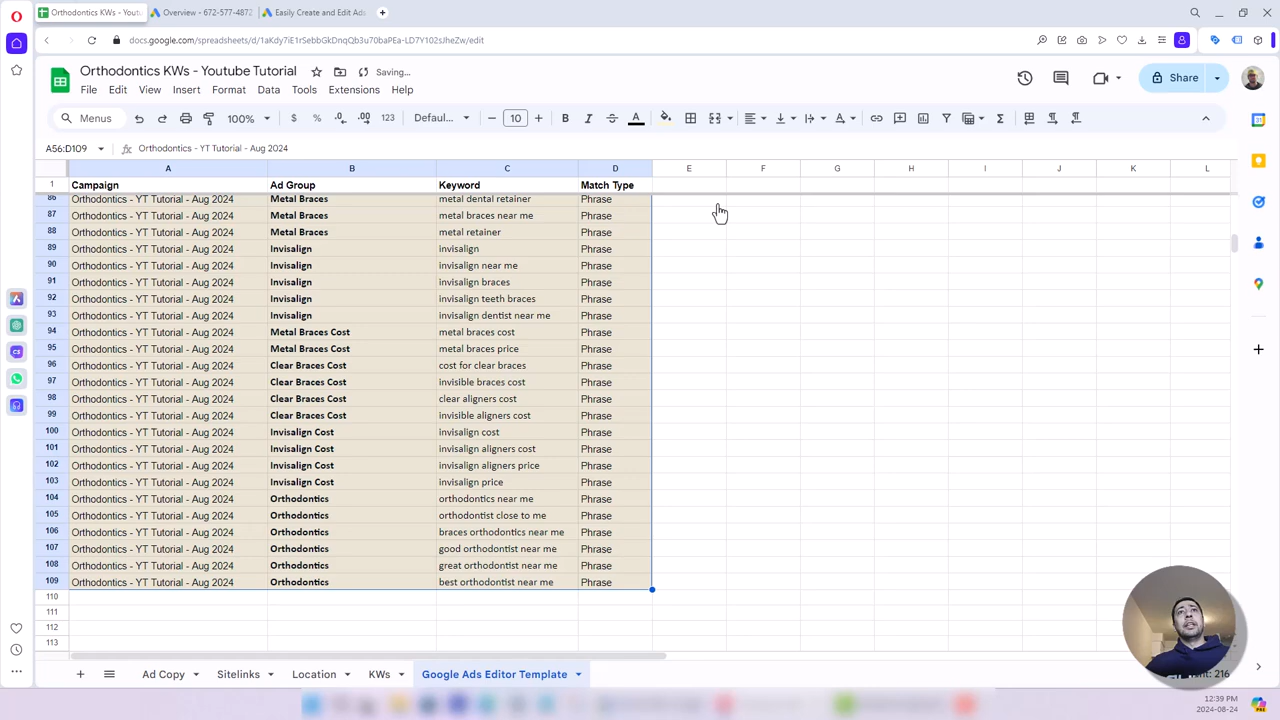 Orthodontics KWs - Youtu
Overview - 672-577-4872
Easily Create and Edit Ads
docs.google.com/spreadsheets/d/1aKdy7iE1rSebbGkDnqQb3u70baPEa-LD7Y102sJheZw/edit
Orthodontics KWs - Youtube Tutorial
Saving...
Share
File Edit View Insert Format Data Tools Extensions Help
Menus 100% $ % .0 .00 123 Defaul... 10 B I A
A56:D109 fx Orthodontics - YT Tutorial - Aug 2024
A B C D E F G H I J K L
1 Campaign Ad Group Keyword Match Type
86 Orthodontics - YT Tutorial - Aug 2024 Metal Braces metal dental retainer Phrase
87 Orthodontics - YT Tutorial - Aug 2024 Metal Braces metal braces near me Phrase
88 Orthodontics - YT Tutorial - Aug 2024 Metal Braces metal retainer Phrase
89 Orthodontics - YT Tutorial - Aug 2024 Invisalign invisalign Phrase
90 Orthodontics - YT Tutorial - Aug 2024 Invisalign invisalign near me Phrase
91 Orthodontics - YT Tutorial - Aug 2024 Invisalign invisalign braces Phrase
92 Orthodontics - YT Tutorial - Aug 2024 Invisalign invisalign teeth braces Phrase
93 Orthodontics - YT Tutorial - Aug 2024 Invisalign invisalign dentist near me Phrase
94 Orthodontics - YT Tutorial - Aug 2024 Metal Braces Cost metal braces cost Phrase
95 Orthodontics - YT Tutorial - Aug 2024 Metal Braces Cost metal braces price Phrase
96 Orthodontics - YT Tutorial - Aug 2024 Clear Braces Cost cost for clear braces Phrase
97 Orthodontics - YT Tutorial - Aug 2024 Clear Braces Cost invisible braces cost Phrase
98 Orthodontics - YT Tutorial - Aug 2024 Clear Braces Cost clear aligners cost Phrase
99 Orthodontics - YT Tutorial - Aug 2024 Clear Braces Cost invisible aligners cost Phrase
100 Orthodontics - YT Tutorial - Aug 2024 Invisalign Cost invisalign cost Phrase
101 Orthodontics - YT Tutorial - Aug 2024 Invisalign Cost invisalign aligners cost Phrase
102 Orthodontics - YT Tutorial - Aug 2024 Invisalign Cost invisalign aligners price Phrase
103 Orthodontics - YT Tutorial - Aug 2024 Invisalign Cost invisalign price Phrase
104 Orthodontics - YT Tutorial - Aug 2024 Orthodontics orthodontics near me Phrase
105 Orthodontics - YT Tutorial - Aug 2024 Orthodontics orthodontist close to me Phrase
106 Orthodontics - YT Tutorial - Aug 2024 Orthodontics braces orthodontics near me Phrase
107 Orthodontics - YT Tutorial - Aug 2024 Orthodontics good orthodontist near me Phrase
108 Orthodontics - YT Tutorial - Aug 2024 Orthodontics great orthodontist near me Phrase
109 Orthodontics - YT Tutorial - Aug 2024 Orthodontics best orthodontist near me Phrase
110
111
112
113
Ad Copy Sitelinks Location KWs Google Ads Editor Template
216
12:39 PM
2024-08-24